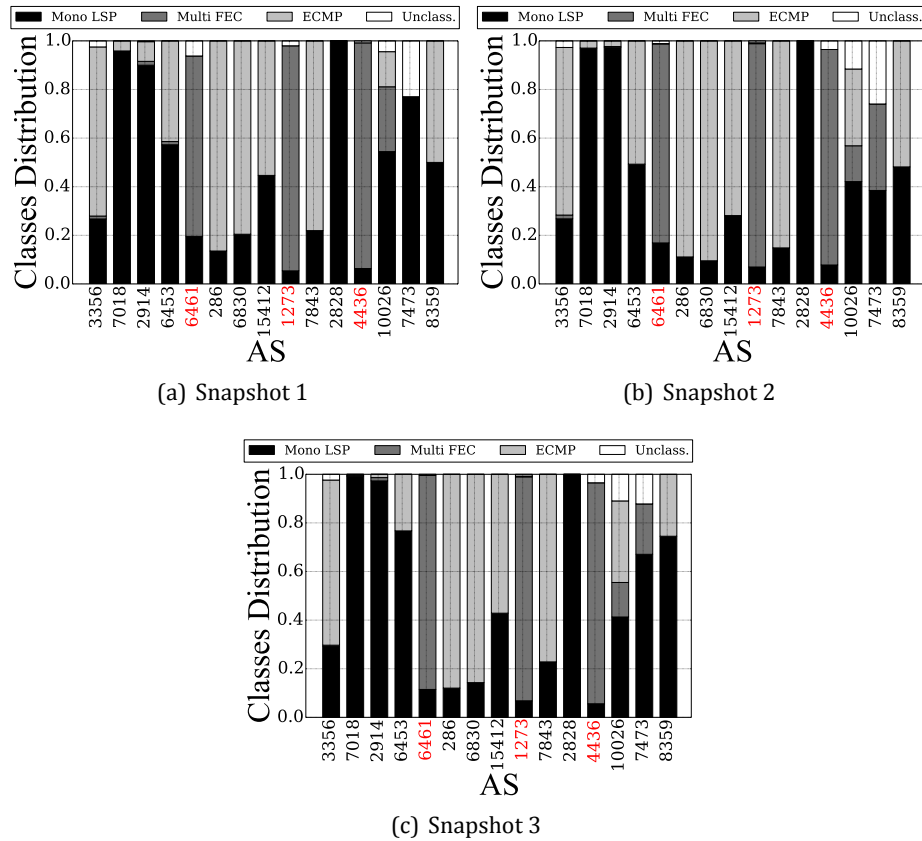 Mono LSP Multi FEC ECMP Unclass.
1.0
0.8
0.6
0.4
0.2
0.0
Classes Distribution
3356 7018 2914 6453 6461 286 6830 15412 1273 7843 2828 4436 10026 7473 8359
AS
(a) Snapshot 1
Mono LSP Multi FEC ECMP Unclass.
1.0
0.8
0.6
0.4
0.2
0.0
Classes Distribution
3356 7018 2914 6453 6461 286 6830 15412 1273 7843 2828 4436 10026 7473 8359
AS
(b) Snapshot 2
Mono LSP Multi FEC ECMP Unclass.
1.0
0.8
0.6
0.4
0.2
0.0
Classes Distribution
3356 7018 2914 6453 6461 286 6830 15412 1273 7843 2828 4436 10026 7473 8359
AS
(c) Snapshot 3